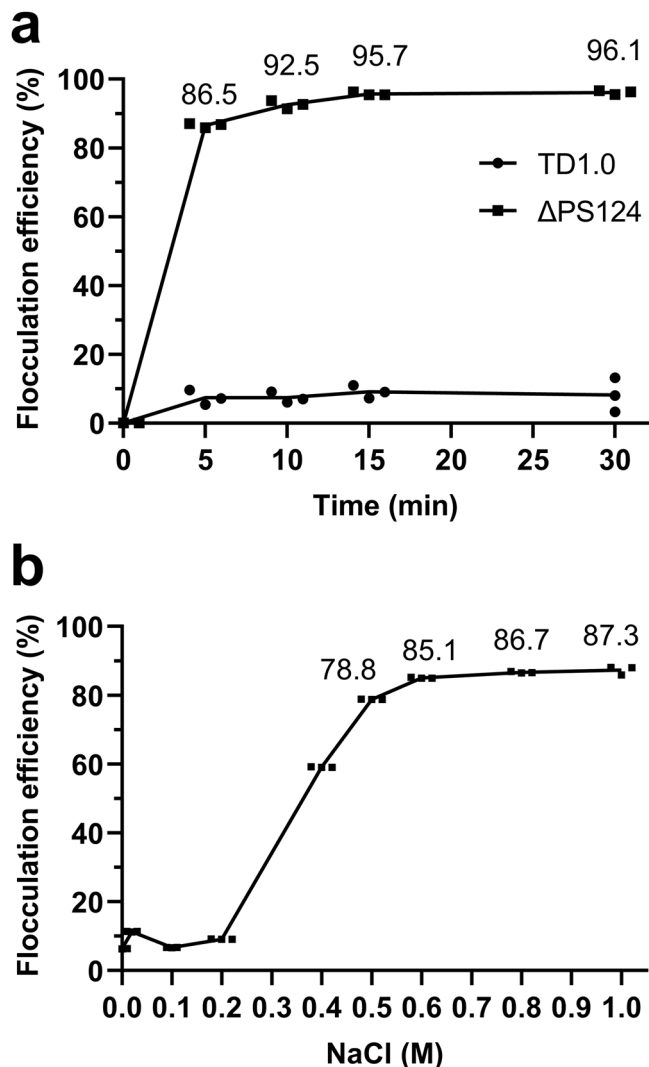 a
86.5
92.5
95.7
96.1
100
80
60
40
20
0
Flocculation efficiency (%)
TD1.0
ΔPS124
0 5 10 15 20 25 30
Time (min)
b
78.8
85.1
86.7
87.3
100
80
60
40
20
0
Flocculation efficiency (%)
0.0 0.1 0.2 0.3 0.4 0.5 0.6 0.7 0.8 0.9 1.0
NaCl (M)